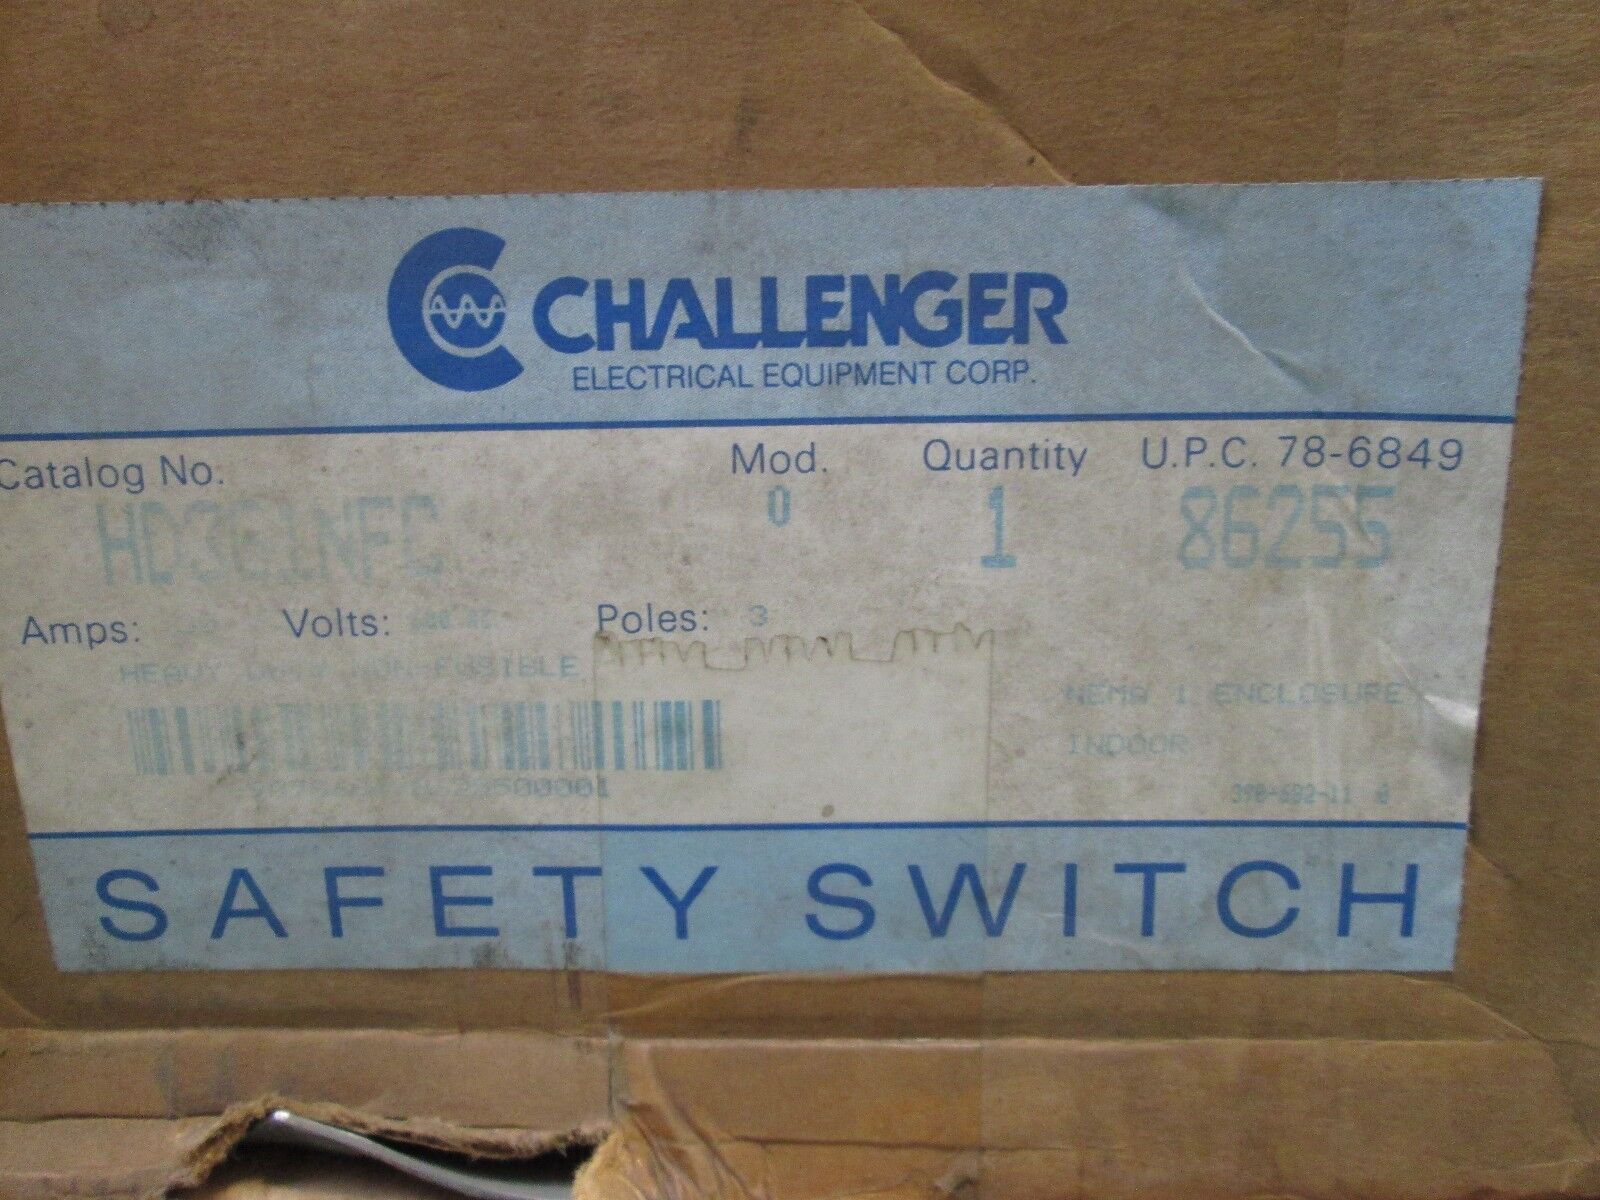 CHALLENGER
ELECTRICAL EQUIPMENT CORP.
Catalog No. Mod. Quantity U.P.C. 78-6849
HD361NFC 0 1 86255
Amps: Volts: Poles: 3
HEAVY DUTY NON-FUSIBLE
NEMA 1 ENCLOSURE
INDOOR
SAFETY SWITCH